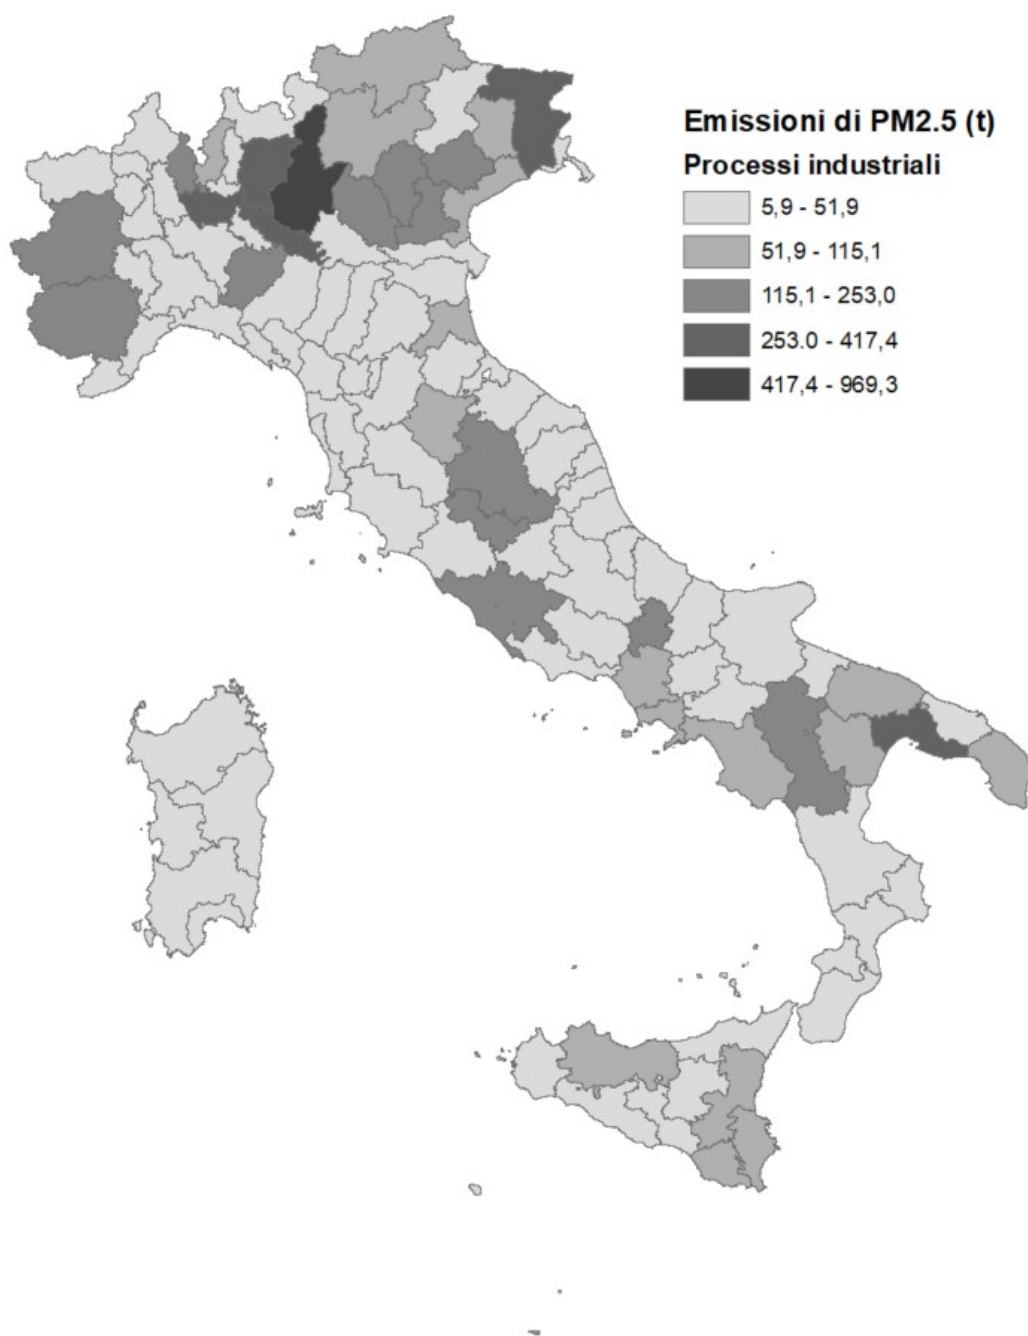 Emissioni di PM2.5 (t)
Processi industriali
5,9 - 51,9
51,9 - 115,1
115,1 - 253,0
253.0 - 417,4
417,4 - 969,3